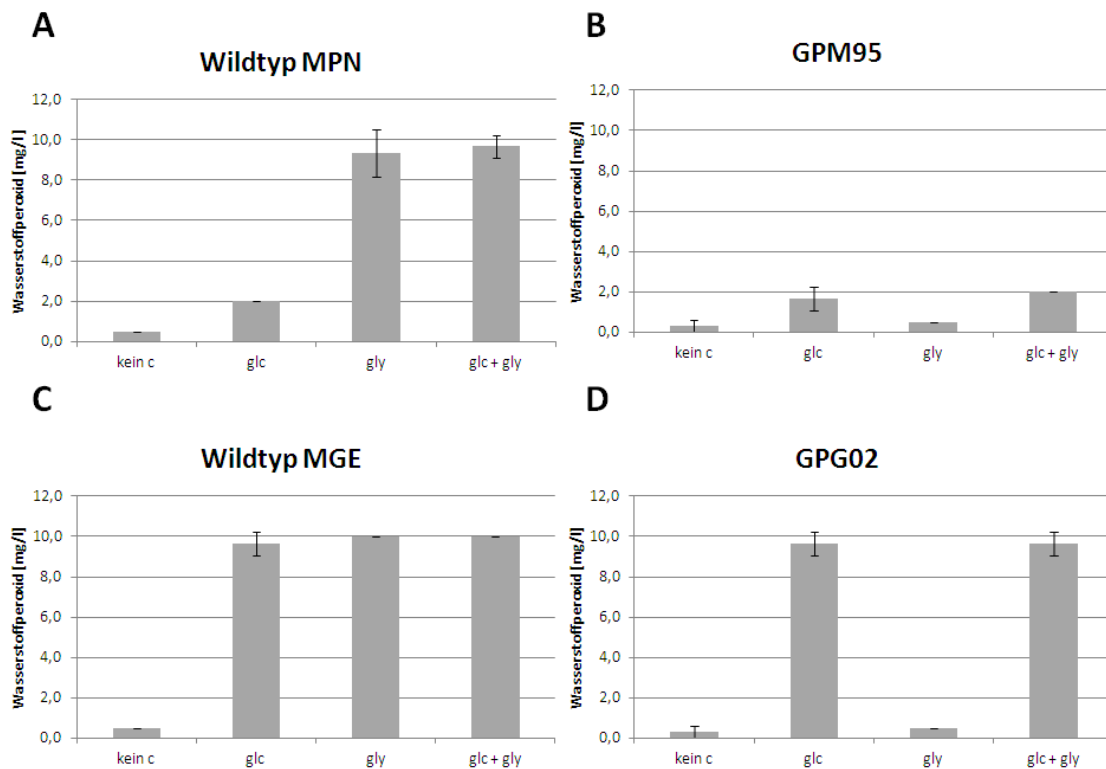 A
Wildtyp MPN
Wasserstoffperoxid [mg/l]
12,0
10,0
8,0
6,0
4,0
2,0
0,0
kein c glc gly glc + gly
B
GPM95
Wasserstoffperoxid [mg/l]
12,0
10,0
8,0
6,0
4,0
2,0
0,0
kein c glc gly glc + gly
C
Wildtyp MGE
Wasserstoffperoxid [mg/l]
12,0
10,0
8,0
6,0
4,0
2,0
0,0
kein c glc gly glc + gly
D
GPG02
Wasserstoffperoxid [mg/l]
12,0
10,0
8,0
6,0
4,0
2,0
0,0
kein c glc gly glc + gly